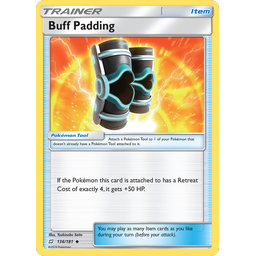 TRAINER
Item
Buff Padding
Pokémon Tool
Attach a Pokémon Tool to 1 of your Pokémon that
doesn't already have a Pokémon Tool attached to it.
If the Pokémon this card is attached to has a Retreat
Cost of exactly 4, it gets +50 HP.
You may play as many Item cards as you like
during your turn (before your attack).
136/181